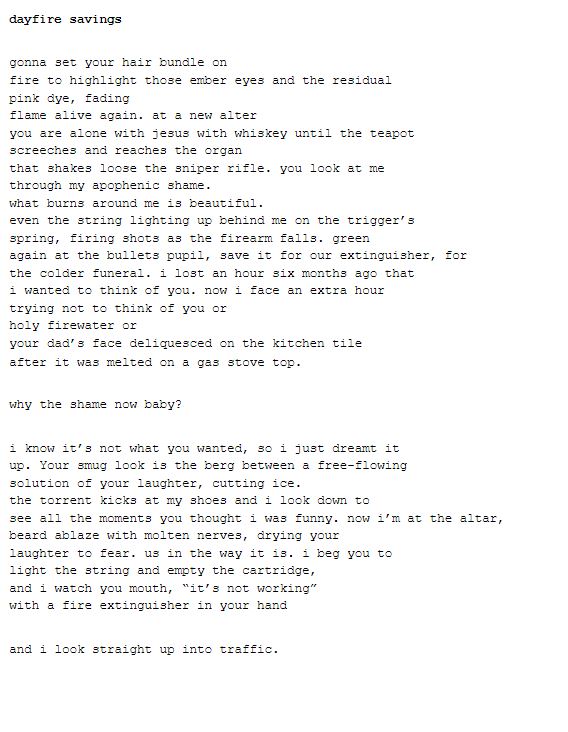 dayfire savings
gonna set your hair bundle on
fire to highlight those ember eyes and the residual
pink dye, fading
flame alive again. at a new alter
you are alone with jesus with whiskey until the teapot
screeches and reaches the organ
that shakes loose the sniper rifle. you look at me
through my apophenic shame.
what burns around me is beautiful.
even the string lighting up behind me on the trigger’s
spring, firing shots as the firearm falls. green
again at the bullets pupil, save it for our extinguisher, for
the colder funeral. i lost an hour six months ago that
i wanted to think of you. now i face an extra hour
trying not to think of you or
holy firewater or
your dad’s face deliquesced on the kitchen tile
after it was melted on a gas stove top.
why the shame now baby?
i know it’s not what you wanted, so i just dreamt it
up. Your smug look is the berg between a free-flowing
solution of your laughter, cutting ice.
the torrent kicks at my shoes and i look down to
see all the moments you thought i was funny. now i’m at the altar,
beard ablaze with molten nerves, drying your
laughter to fear. us in the way it is. i beg you to
light the string and empty the cartridge,
and i watch you mouth, “it’s not working”
with a fire extinguisher in your hand
and i look straight up into traffic.